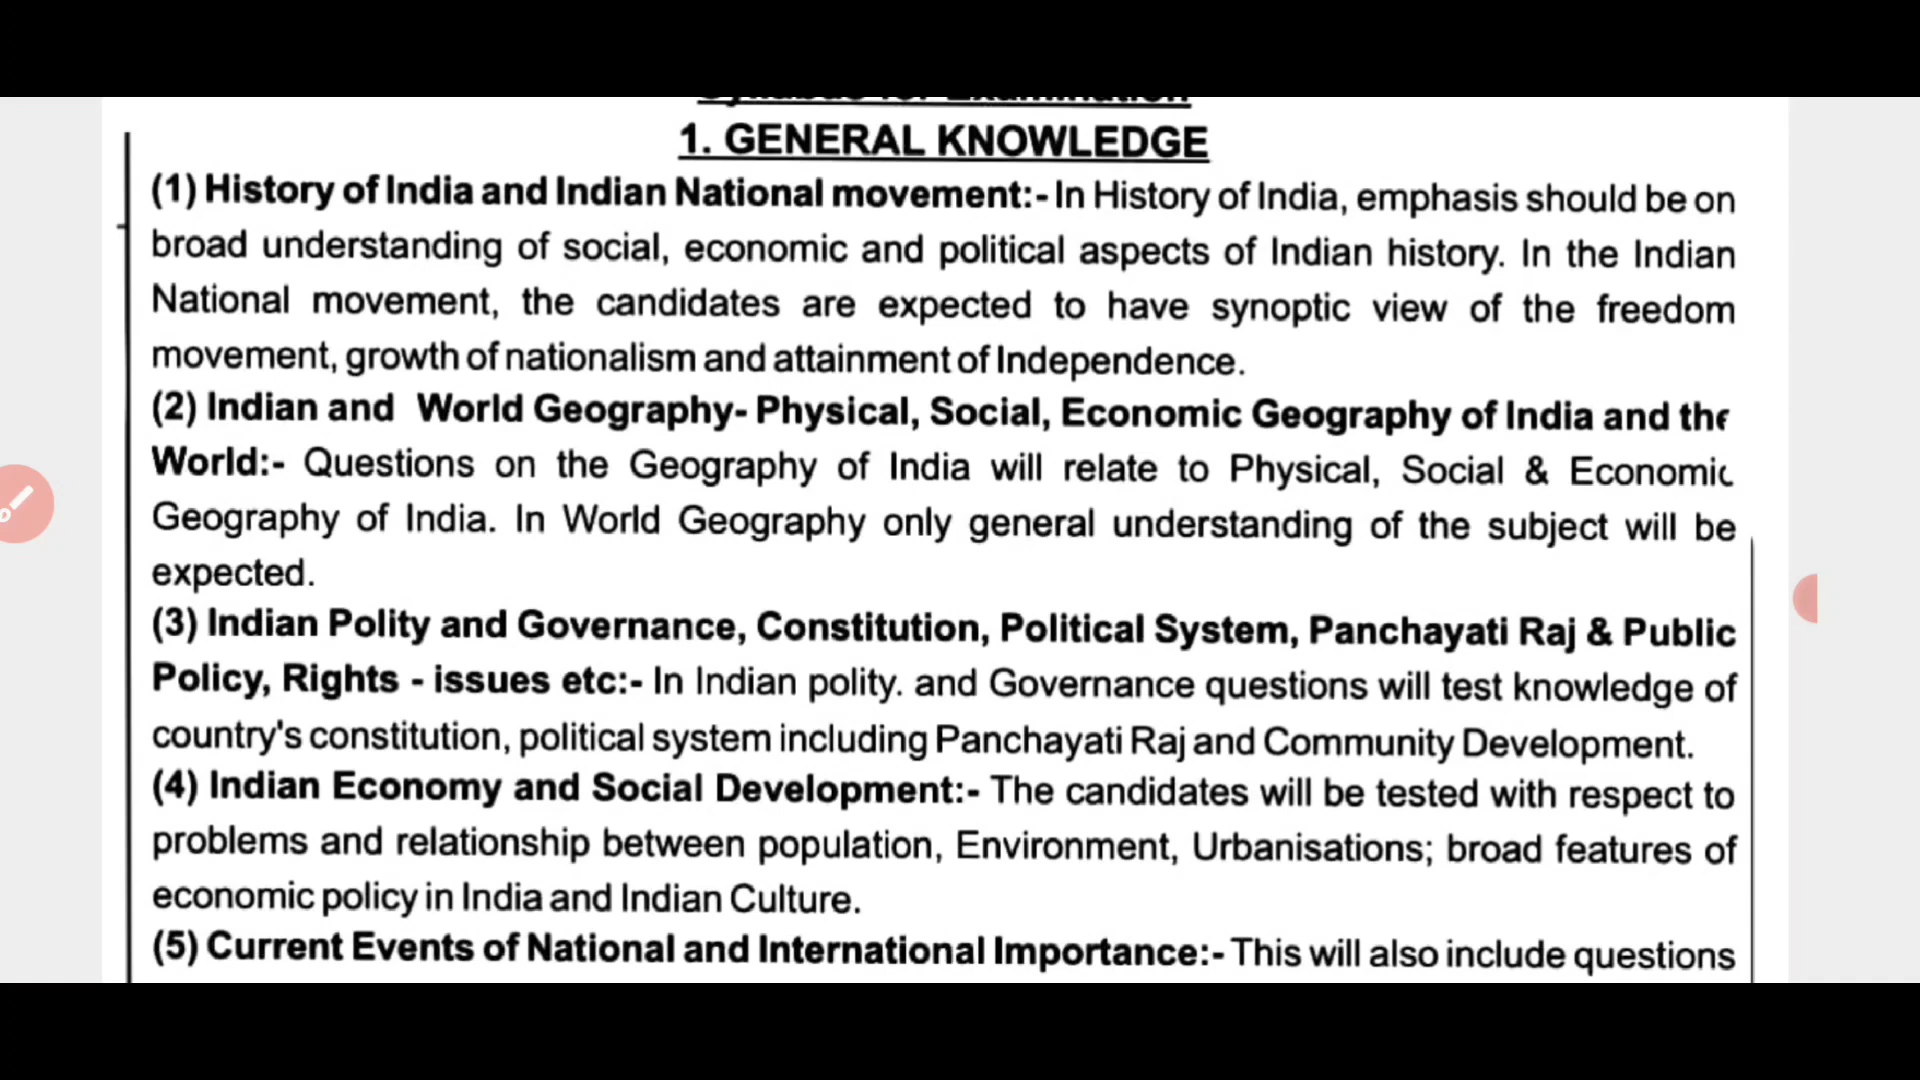 Syllabus for Examination
1. GENERAL KNOWLEDGE
(1) History of India and Indian National movement:- In History of India, emphasis should be on
broad understanding of social, economic and political aspects of Indian history. In the Indian
National movement, the candidates are expected to have synoptic view of the freedom
movement, growth of nationalism and attainment of Independence.
(2) Indian and World Geography- Physical, Social, Economic Geography of India and the
World:- Questions on the Geography of India will relate to Physical, Social & Economic
Geography of India. In World Geography only general understanding of the subject will be
expected.
(3) Indian Polity and Governance, Constitution, Political System, Panchayati Raj & Public
Policy, Rights - issues etc:- In Indian polity. and Governance questions will test knowledge of
country's constitution, political system including Panchayati Raj and Community Development.
(4) Indian Economy and Social Development:- The candidates will be tested with respect to
problems and relationship between population, Environment, Urbanisations; broad features of
economic policy in India and Indian Culture.
(5) Current Events of National and International Importance:- This will also include questions